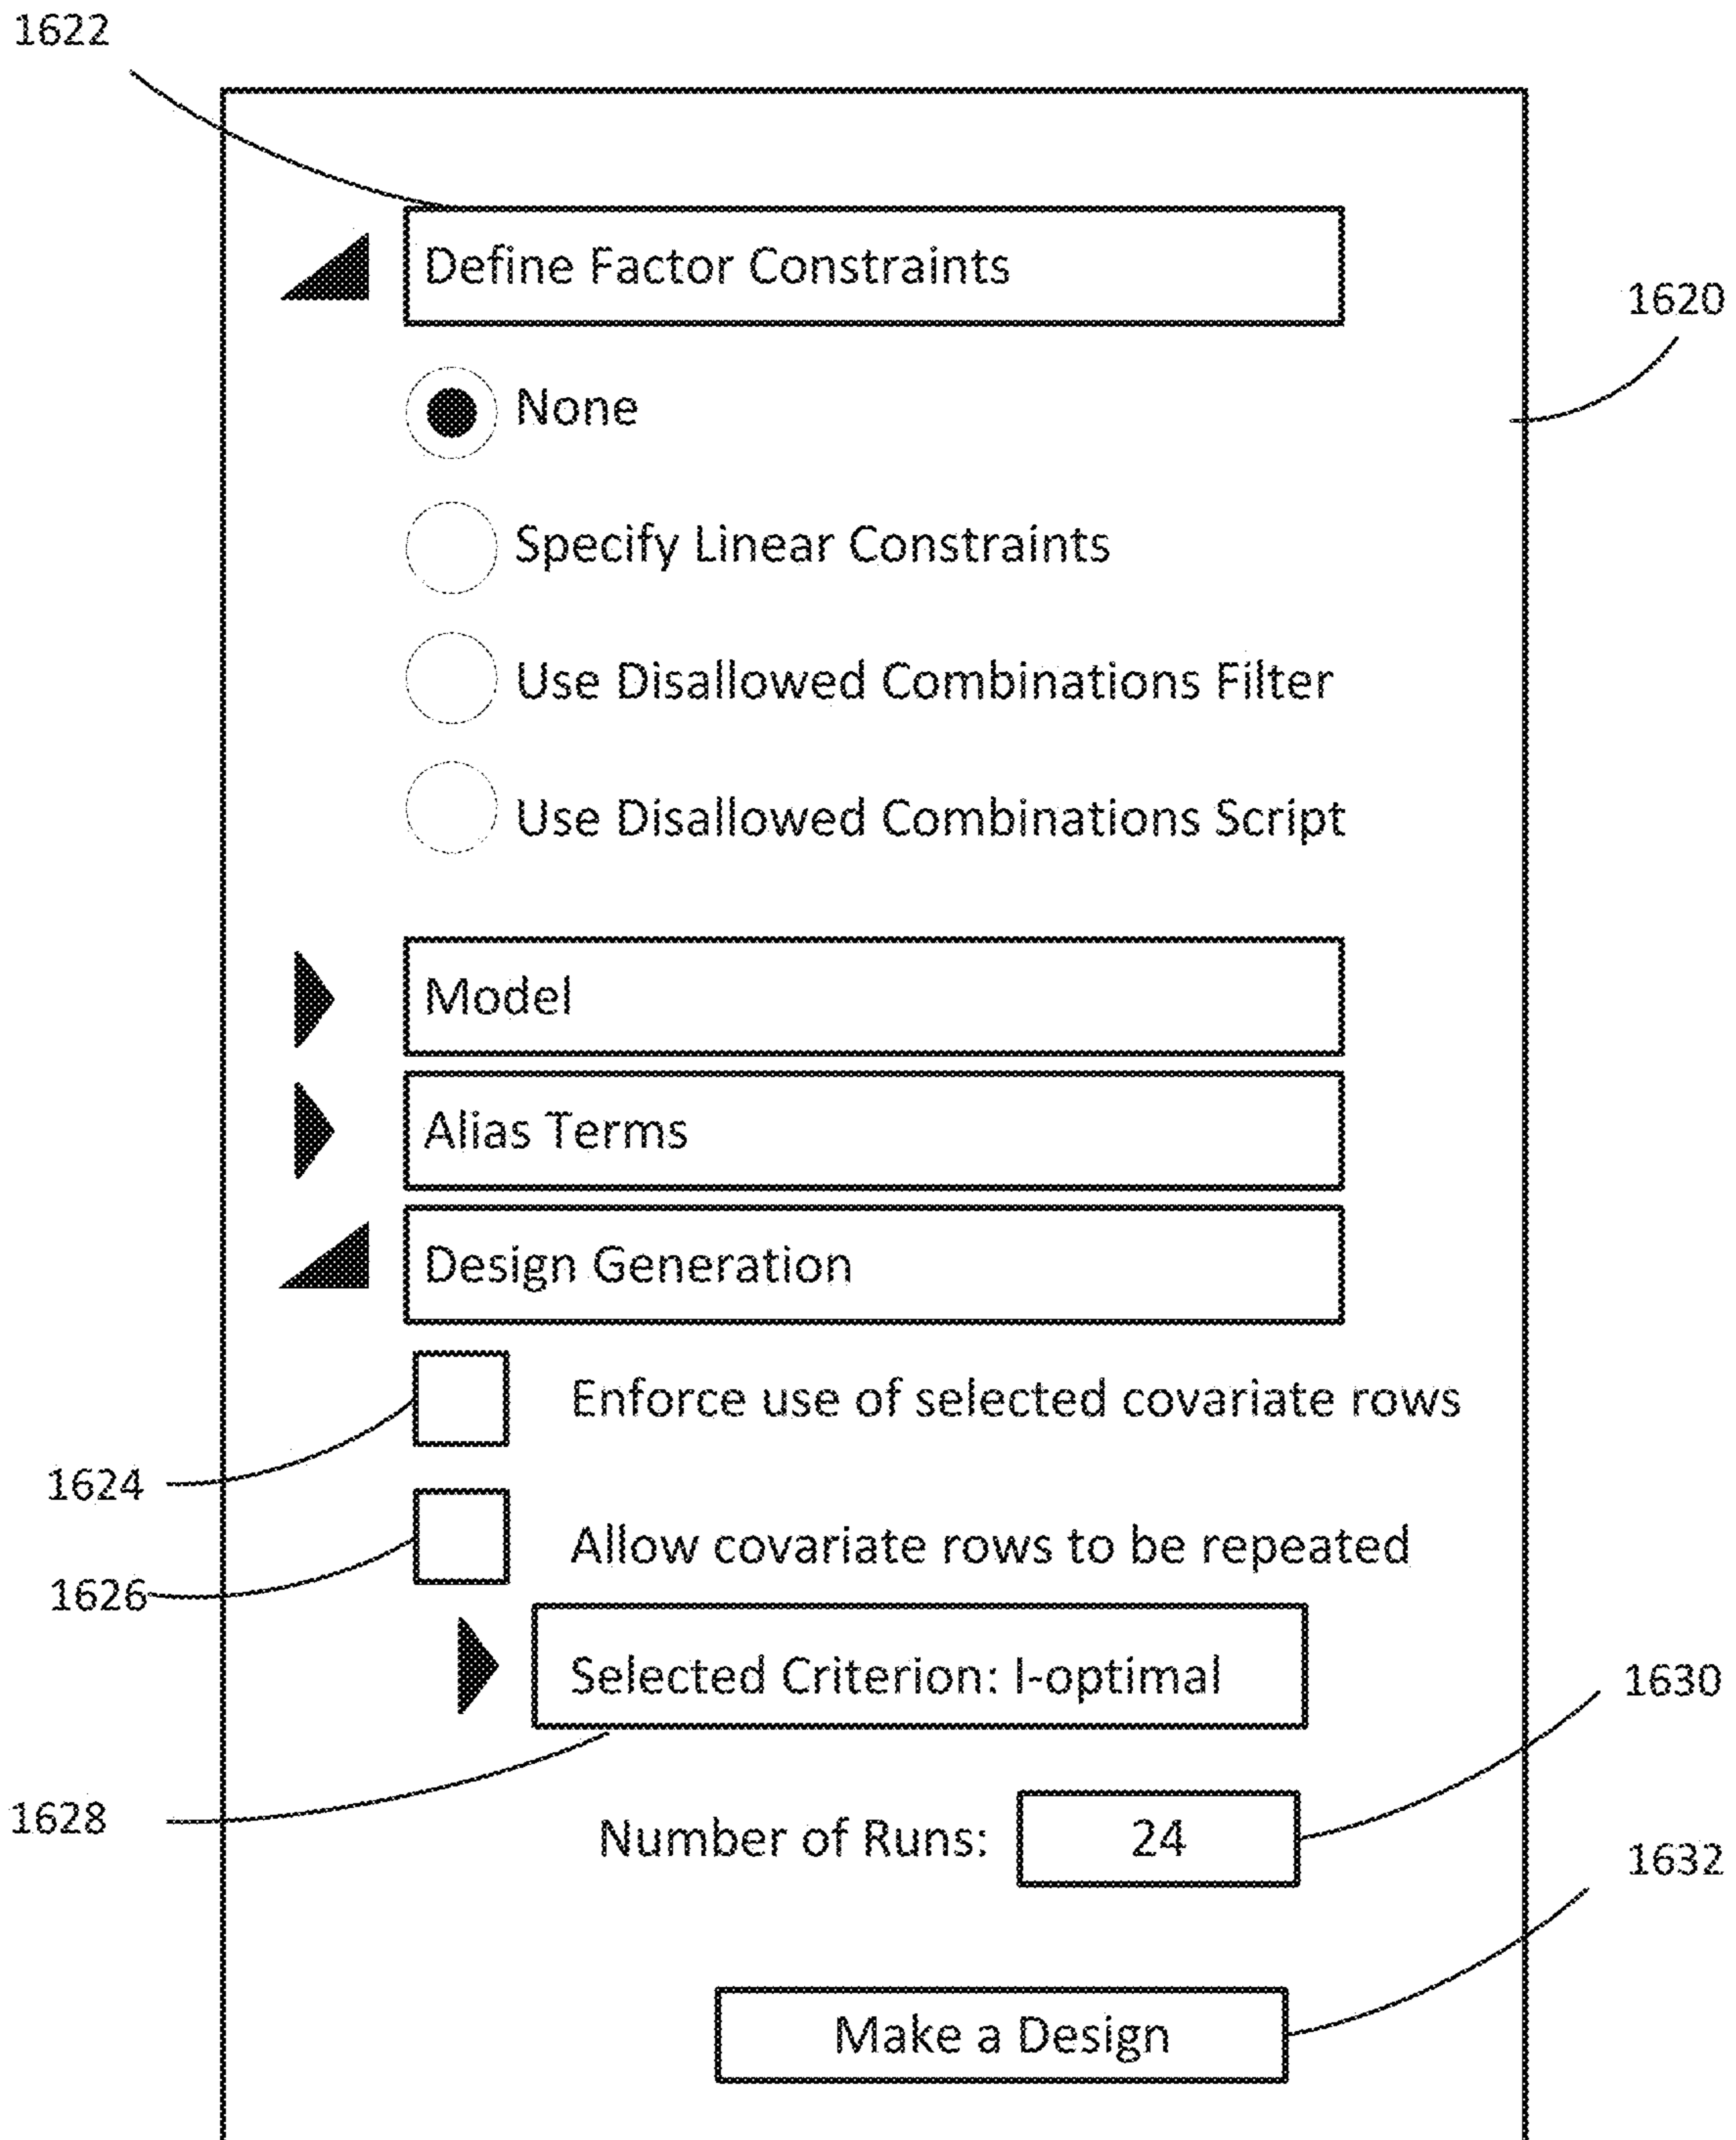 1622
Define Factor Constraints
1620
None
Specify Linear Constraints
Use Disallowed Combinations Filter
Use Disallowed Combinations Script
Model
Alias Terms
Design Generation
Enforce use of selected covariate rows
1624
Allow covariate rows to be repeated
1626
Selected Criterion: I-optimal
1630
1628
Number of Runs: 24
1632
Make a Design